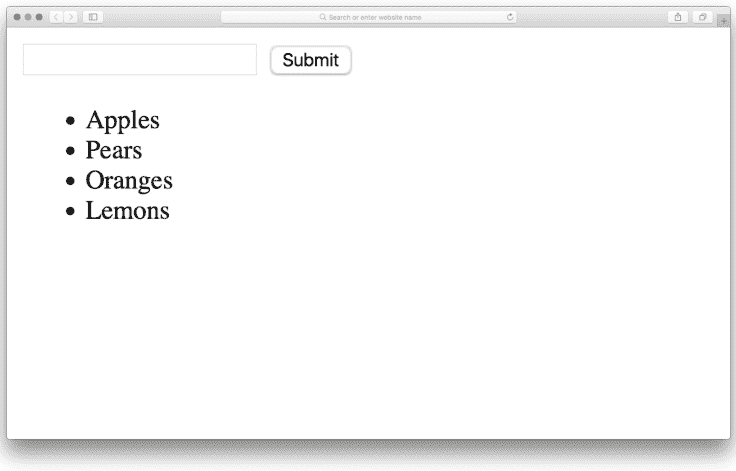 Search or enter website name
Submit
Apples
Pears
Oranges
Lemons